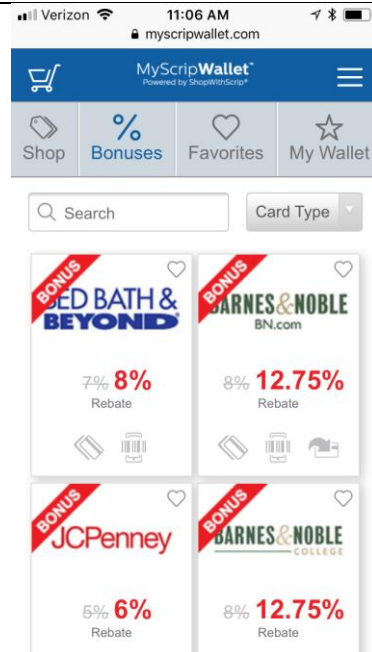 Verizon 11:06 AM
myscripwallet.com
MyScripWallet™
Powered by ShopWithScrip®
Shop Bonuses Favorites My Wallet
Search Card Type
BONUS
BED BATH &
BEYOND
7% 8%
Rebate
BONUS
BARNES&NOBLE
BN.com
8% 12.75%
Rebate
BONUS
JCPenney
5% 6%
Rebate
BONUS
BARNES&NOBLE
COLLEGE
8% 12.75%
Rebate